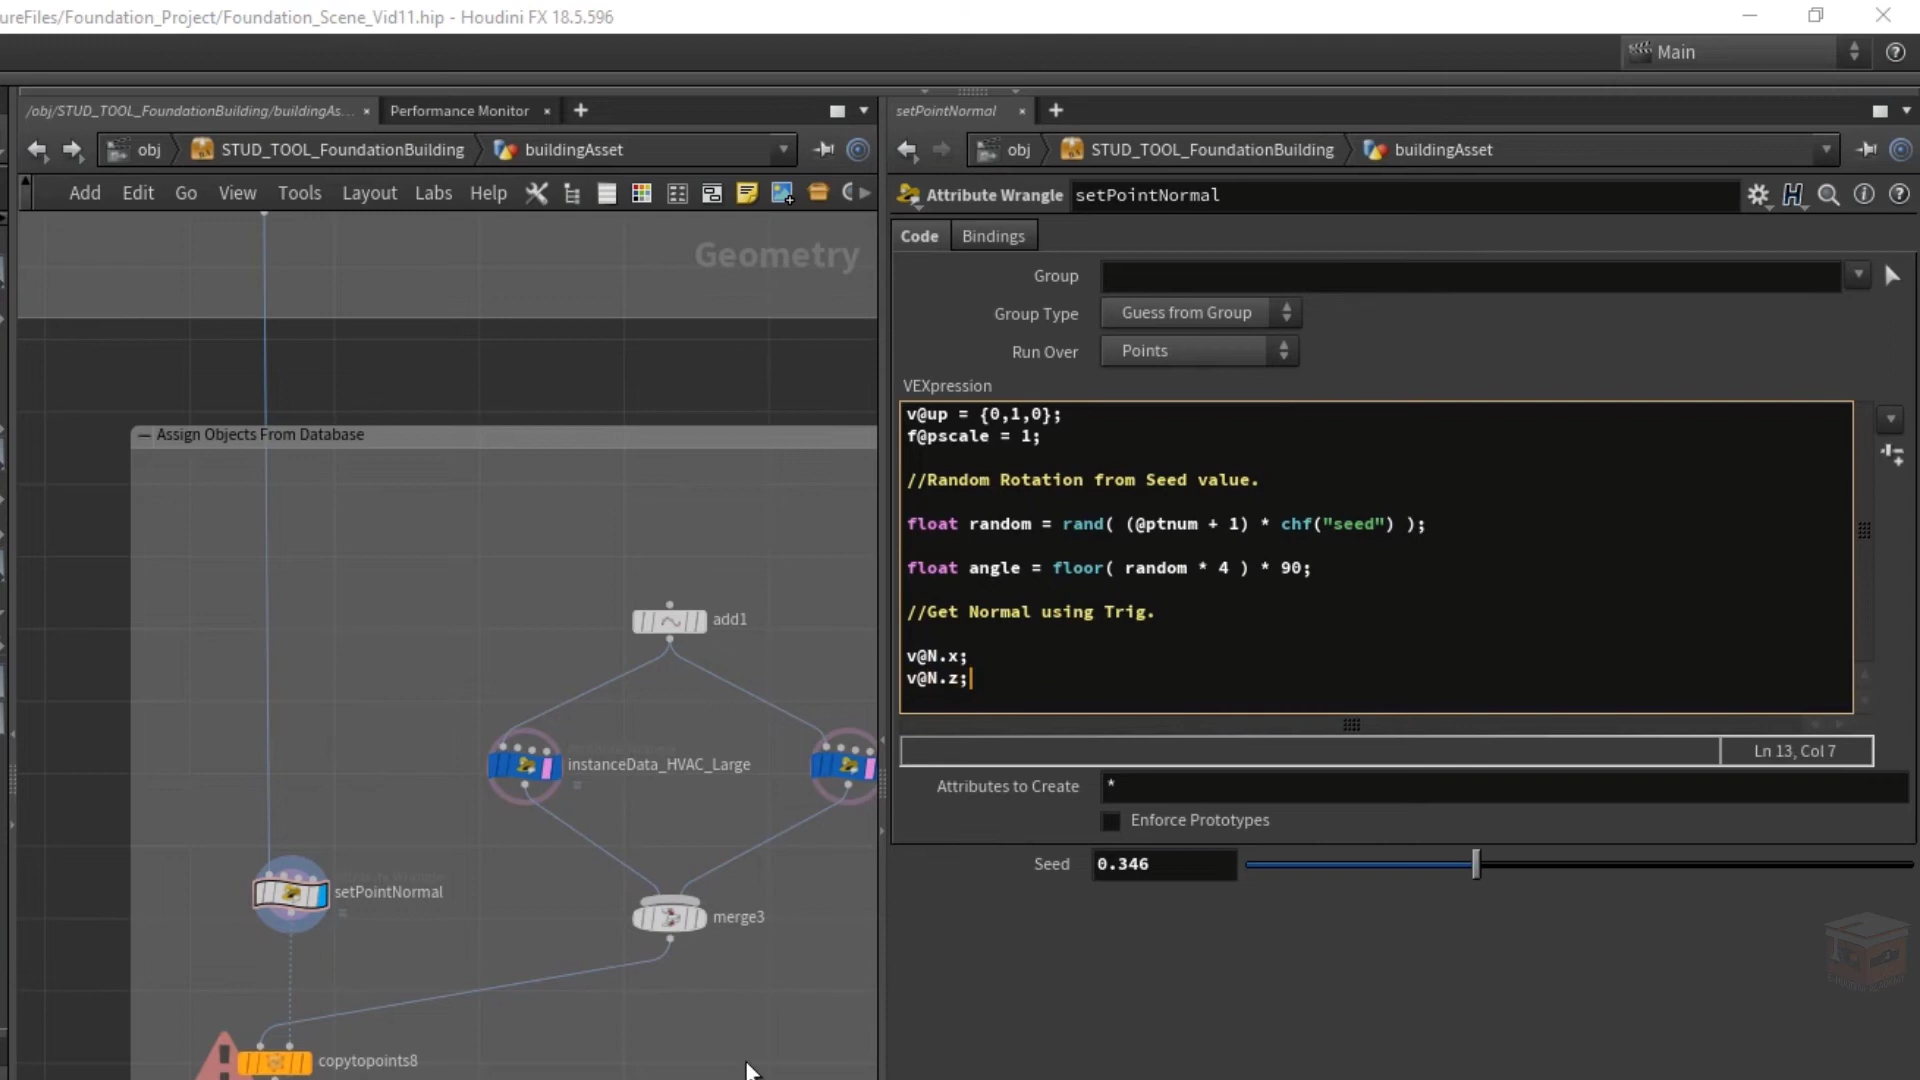 ureFiles/Foundation_Project/Foundation_Scene_Vid11.hip - Houdini FX 18.5.596
Main
/obj/STUD_TOOL_FoundationBuilding/buildingAs...
Performance Monitor
obj
STUD_TOOL_FoundationBuilding
buildingAsset
Add
Edit
Go
View
Tools
Layout
Labs
Help
Geometry
Assign Objects From Database
add1
instanceData_HVAC_Large
setPointNormal
merge3
copytopoints8
setPointNormal
obj
STUD_TOOL_FoundationBuilding
buildingAsset
Attribute Wrangle
setPointNormal
Code
Bindings
Group
Group Type
Guess from Group
Run Over
Points
VEXpression
v@up = {0,1,0};
f@pscale = 1;
//Random Rotation from Seed value.
float random = rand( (@ptnum + 1) * chf("seed") );
float angle = floor( random * 4 ) * 90;
//Get Normal using Trig.
v@N.x;
v@N.z;
Ln 13, Col 7
Attributes to Create
*
Enforce Prototypes
Seed
0.346